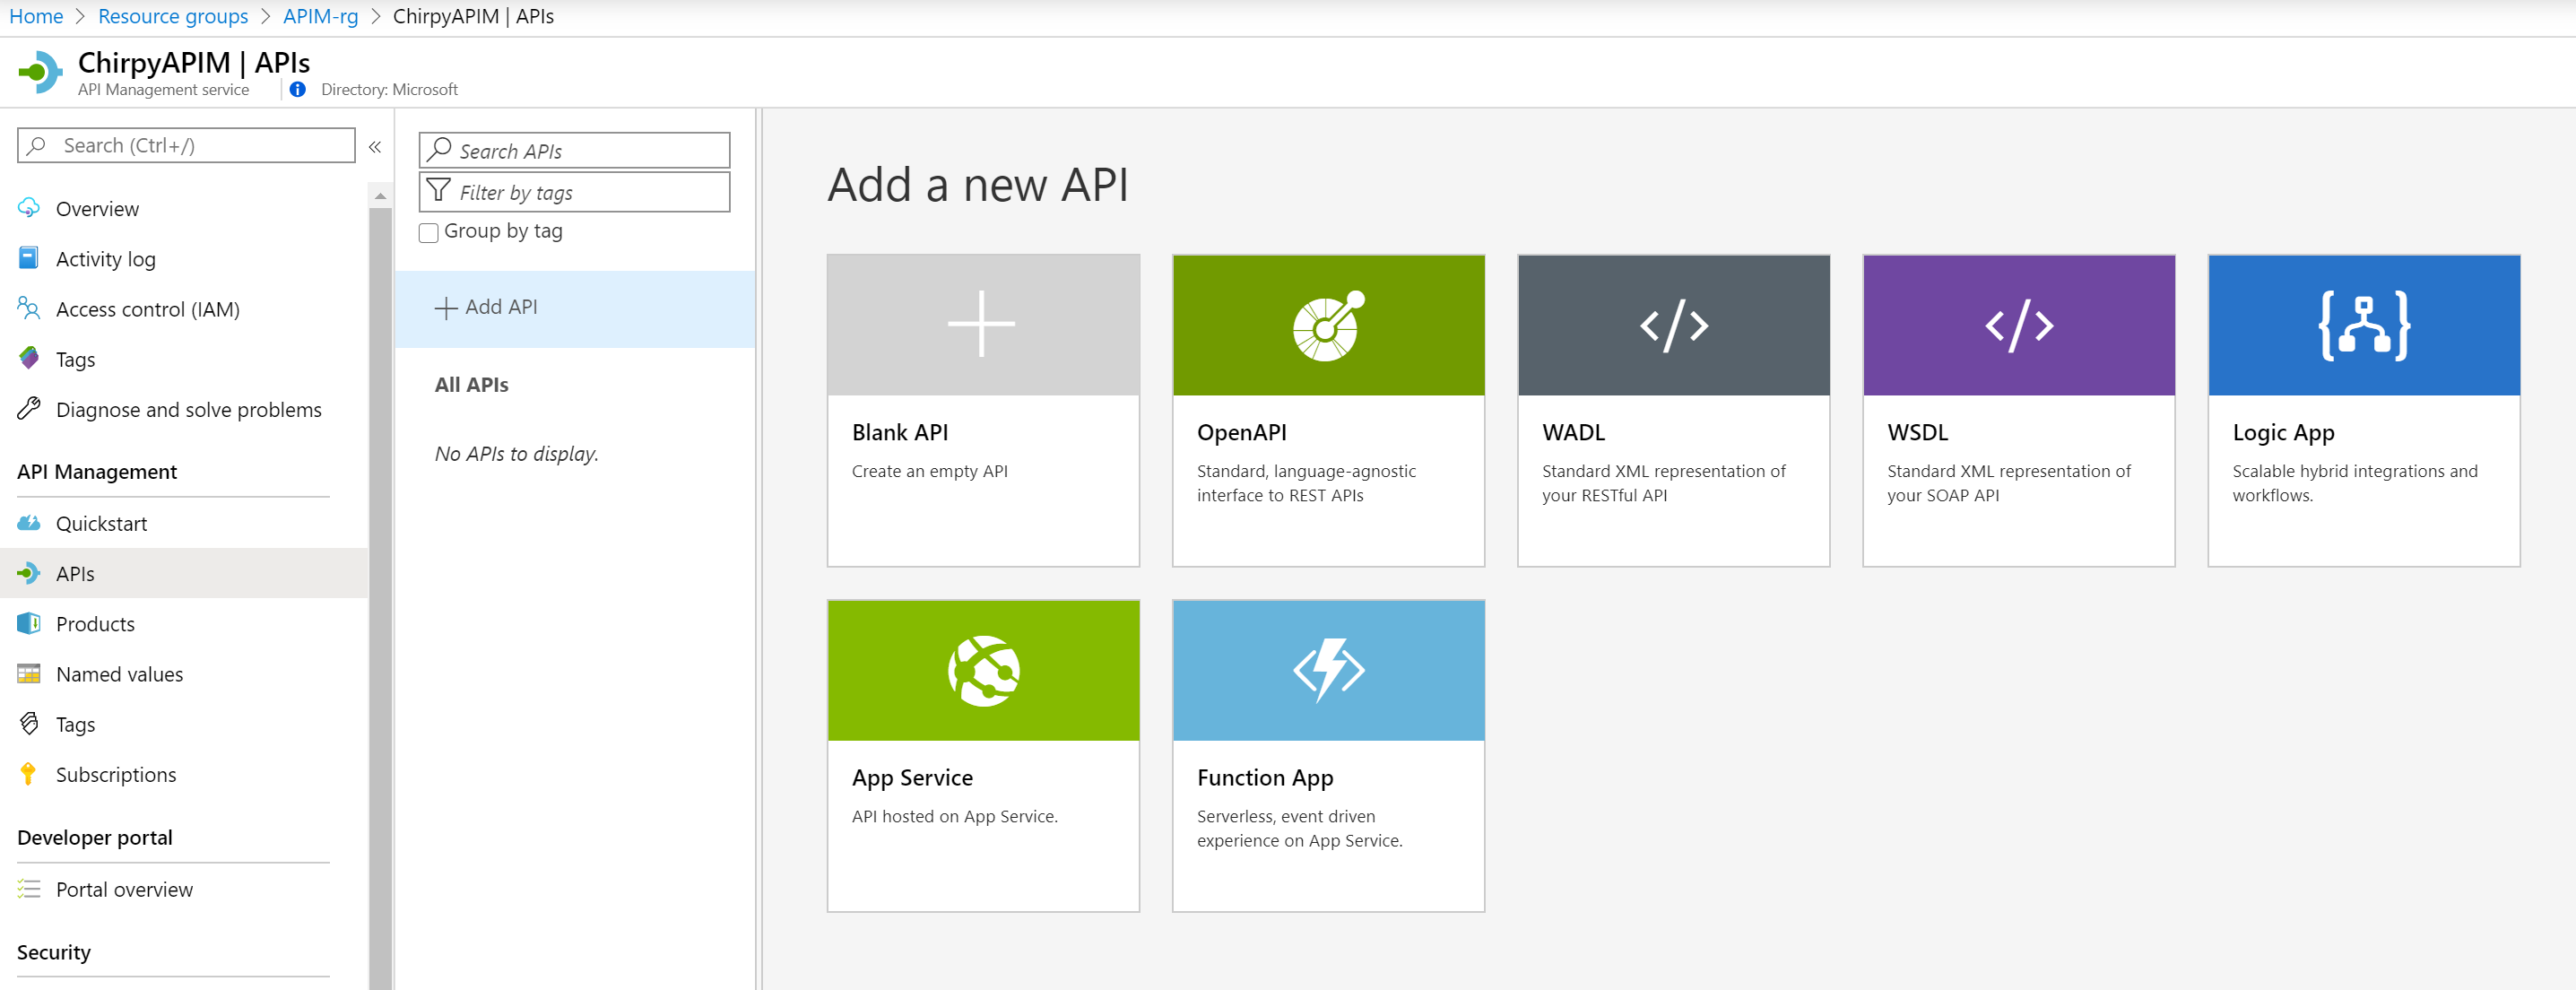 Home > Resource groups > APIM-rg > ChirpyAPIM | APIs
ChirpyAPIM | APIs
API Management service
Directory: Microsoft
Search (Ctrl+/)
Overview
Activity log
Access control (IAM)
Tags
Diagnose and solve problems
API Management
Quickstart
APIs
Products
Named values
Tags
Subscriptions
Developer portal
Portal overview
Security
Search APIs
Filter by tags
Group by tag
+ Add API
All APIs
No APIs to display.
Add a new API
Blank API
Create an empty API
OpenAPI
Standard, language-agnostic
interface to REST APIs
WADL
Standard XML representation of
your RESTful API
WSDL
Standard XML representation of
your SOAP API
Logic App
Scalable hybrid integrations and
workflows.
App Service
API hosted on App Service.
Function App
Serverless, event driven
experience on App Service.